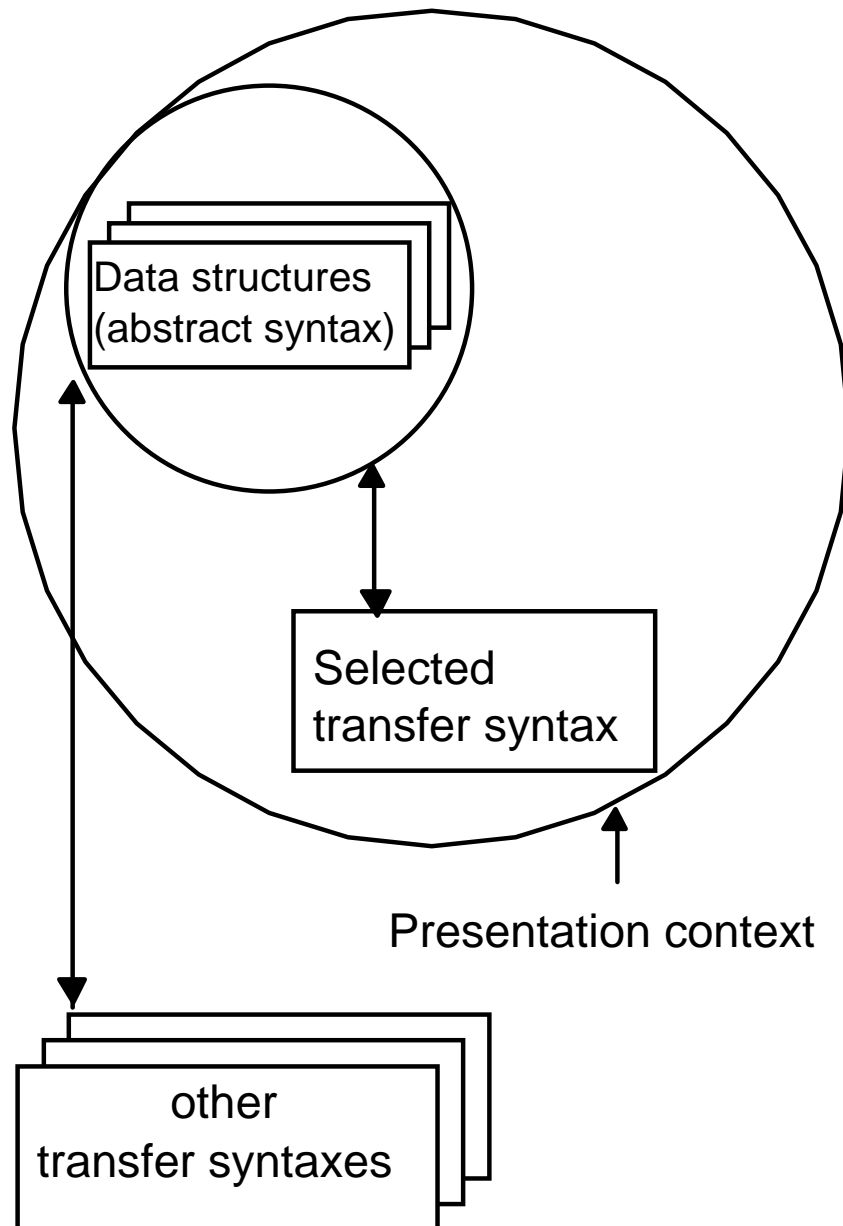 Data structures
(abstract syntax)
Selected
transfer syntax
Presentation context
other
transfer syntaxes